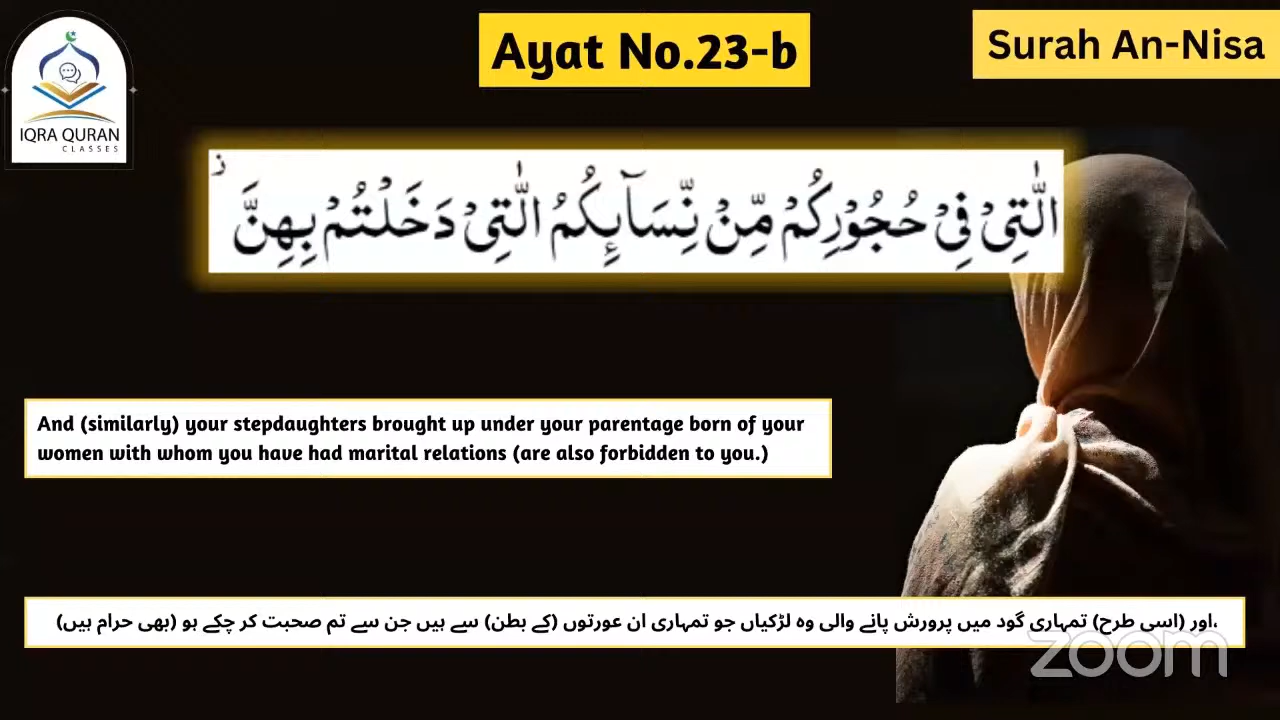 IQRA QURAN
CLASSES
Ayat No.23-b
Surah An-Nisa
الّٰتِىْ فِىْ حُجُوْرِكُمْ مِّنْ نِّسَآئِكُمُ الّٰتِىْ دَخَلْتُمْ بِهِنَّ ز
And (similarly) your stepdaughters brought up under your parentage born of your
women with whom you have had marital relations (are also forbidden to you.)
،اور (اسی طرح) تمہاری گود میں پرورش پانے والی وہ لڑکیاں جو تمہاری ان عورتوں (کے بطن) سے ہیں جن سے تم صحبت کر چکے ہو (بھی حرام ہیں)
zoom